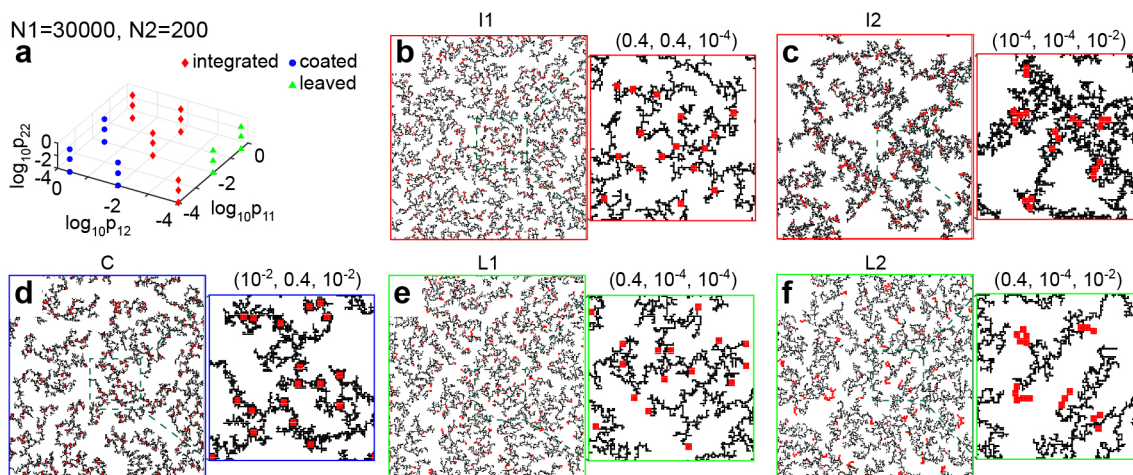 N1=30000, N2=200
a
integrated coated
leaved
log₁₀p₂₂
0
-2
-4
0
-2
-4
log₁₀p₁₂
0
-2
log₁₀p₁₁
I1
b
(0.4, 0.4, 10⁻⁴)
I2
c
(10⁻⁴, 10⁻⁴, 10⁻²)
C
d
(10⁻², 0.4, 10⁻²)
L1
e
(0.4, 10⁻⁴, 10⁻⁴)
L2
f
(0.4, 10⁻⁴, 10⁻²)